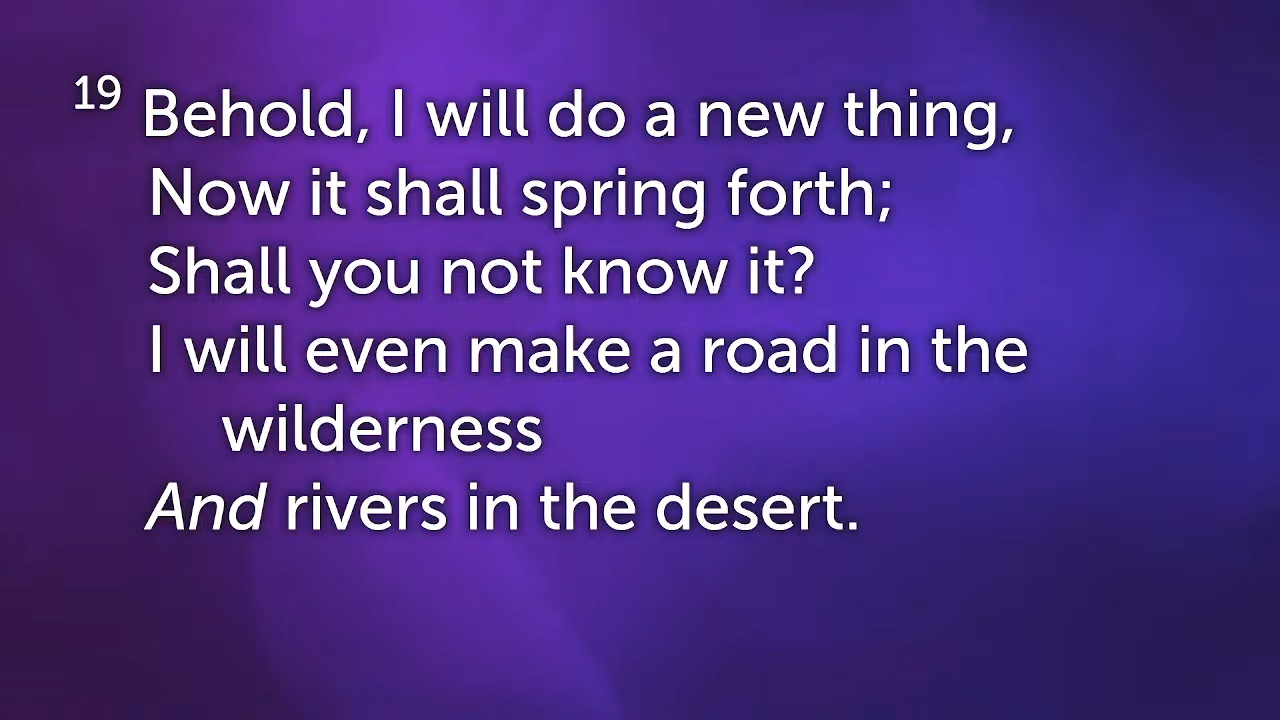 19 Behold, I will do a new thing,
Now it shall spring forth;
Shall you not know it?
I will even make a road in the
wilderness
And rivers in the desert.